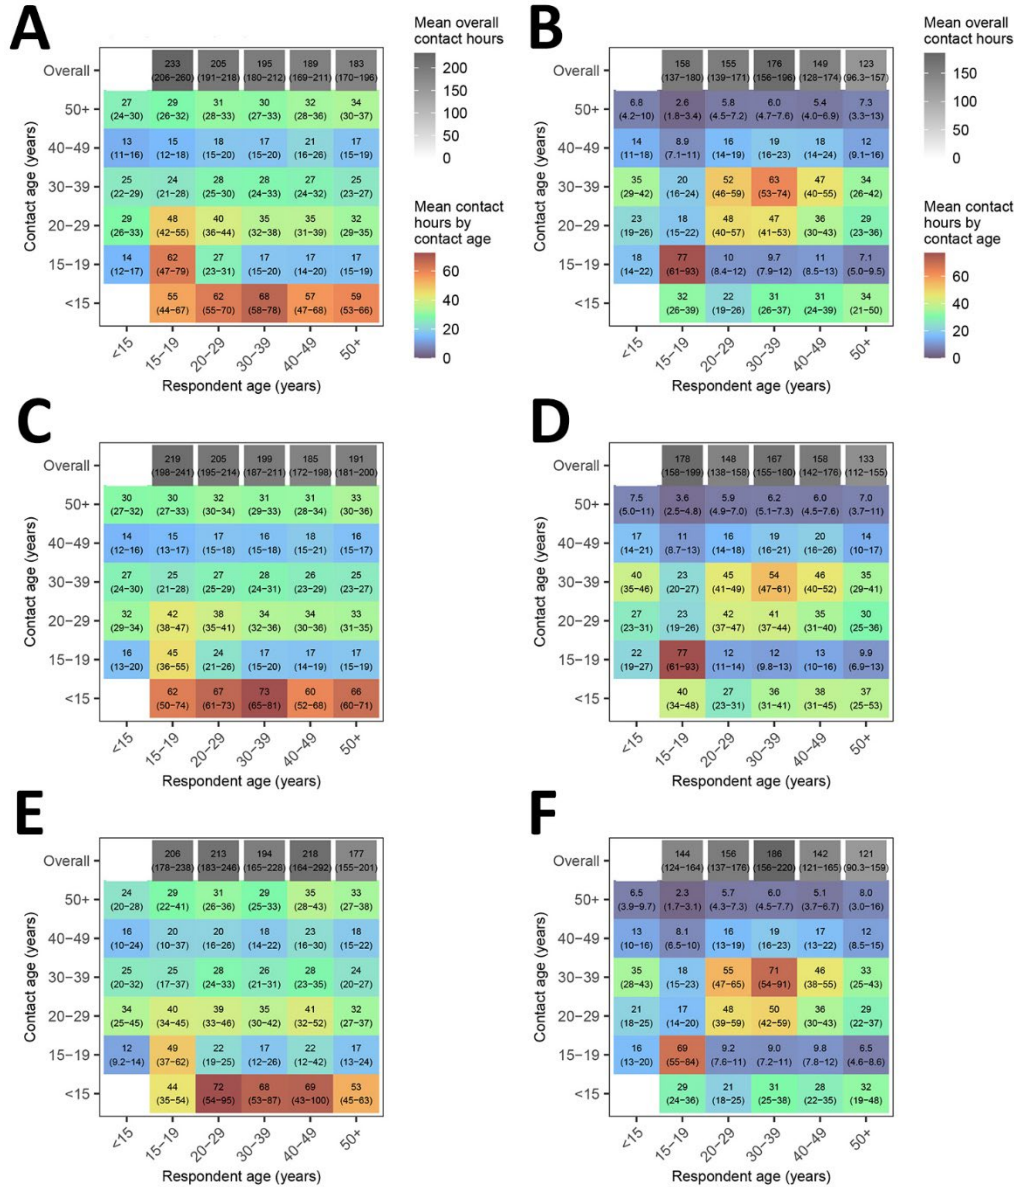 A
Overall
233 205 195 189 183
(206−260) (191−218) (180−212) (169−211) (170−196)
50+
27 29 31 30 32 34
(24−30) (26−32) (28−33) (27−33) (28−36) (30−37)
40−49
13 15 18 17 21 17
(11−16) (12−18) (15−20) (15−20) (16−26) (15−19)
30−39
25 24 28 28 27 25
(22−29) (21−28) (25−30) (24−33) (24−32) (23−27)
20−29
29 48 40 35 35 32
(26−33) (42−55) (36−44) (32−38) (31−39) (29−35)
15−19
14 62 27 17 17 17
(12−17) (47−79) (23−31) (15−20) (14−20) (15−19)
<15
55 62 68 57 59
(44−67) (55−70) (58−78) (47−68) (53−66)
<15 15−19 20−29 30−39 40−49 50+
Respondent age (years)
Contact age (years)
Mean overall
contact hours
200
150
100
50
0
Mean contact
hours by
contact age
60
40
20
0
B
Overall
158 155 176 149 123
(137−180) (139−171) (156−196) (128−174) (96.3−157)
50+
6.8 2.6 5.8 6.0 5.4 7.3
(4.2−10) (1.8−3.4) (4.5−7.2) (4.7−7.6) (4.0−6.9) (3.3−13)
40−49
14 8.9 16 19 18 12
(11−18) (7.1−11) (14−19) (16−23) (14−24) (9.1−16)
30−39
35 20 52 63 47 34
(29−42) (16−24) (46−59) (53−74) (40−55) (26−42)
20−29
23 18 48 47 36 29
(19−26) (15−22) (40−57) (41−53) (30−43) (23−36)
15−19
18 77 10 9.7 11 7.1
(14−22) (61−93) (8.4−12) (7.9−12) (8.5−13) (5.0−9.5)
<15
32 22 31 31 34
(26−39) (19−26) (26−37) (24−39) (21−50)
<15 15−19 20−29 30−39 40−49 50+
Respondent age (years)
Contact age (years)
Mean overall
contact hours
150
100
50
0
Mean contact
hours by
contact age
60
40
20
0
C
Overall
219 205 199 185 191
(198−241) (195−214) (187−211) (172−198) (181−200)
50+
30 30 32 31 31 33
(27−32) (27−33) (30−34) (29−33) (28−34) (30−36)
40−49
14 15 17 16 18 16
(12−16) (13−17) (15−18) (15−18) (15−21) (15−17)
30−39
27 25 27 28 26 25
(24−30) (21−28) (25−29) (24−31) (23−29) (23−27)
20−29
32 42 38 34 34 33
(29−34) (38−47) (35−41) (32−36) (30−36) (31−35)
15−19
16 45 24 17 17 17
(13−20) (36−55) (21−26) (15−20) (14−19) (15−19)
<15
62 67 73 60 66
(50−74) (61−73) (65−81) (52−68) (60−71)
<15 15−19 20−29 30−39 40−49 50+
Respondent age (years)
Contact age (years)
D
Overall
178 148 167 158 133
(158−199) (138−158) (155−180) (142−176) (112−155)
50+
7.5 3.6 5.9 6.2 6.0 7.0
(5.0−11) (2.5−4.8) (4.9−7.0) (5.1−7.3) (4.5−7.6) (3.7−11)
40−49
17 11 16 19 20 14
(14−21) (8.7−13) (14−18) (16−21) (16−26) (10−17)
30−39
40 23 45 54 46 35
(35−46) (20−27) (41−49) (47−61) (40−52) (29−41)
20−29
27 23 42 41 35 30
(23−31) (19−26) (37−47) (37−44) (31−40) (25−36)
15−19
22 77 12 12 13 9.9
(19−27) (61−93) (11−14) (9.8−13) (10−16) (6.9−13)
<15
40 27 36 38 37
(34−48) (23−31) (31−41) (31−45) (25−53)
<15 15−19 20−29 30−39 40−49 50+
Respondent age (years)
Contact age (years)
E
Overall
206 213 194 218 177
(178−238) (183−246) (165−228) (164−292) (155−201)
50+
24 29 31 29 35 33
(20−28) (22−41) (26−36) (25−33) (28−43) (27−38)
40−49
16 20 20 18 23 18
(10−24) (10−37) (16−26) (14−22) (16−30) (15−22)
30−39
25 25 28 26 28 24
(20−32) (17−37) (24−33) (21−31) (23−35) (20−27)
20−29
34 40 39 35 41 32
(25−45) (34−45) (33−46) (30−42) (32−52) (27−37)
15−19
12 49 22 17 22 17
(9.2−14) (37−62) (19−25) (12−26) (12−42) (13−24)
<15
44 72 68 69 53
(35−54) (54−95) (53−87) (43−100) (45−63)
<15 15−19 20−29 30−39 40−49 50+
Respondent age (years)
Contact age (years)
F
Overall
144 156 186 142 121
(124−164) (137−176) (156−220) (121−165) (90.3−159)
50+
6.5 2.3 5.7 6.0 5.1 8.0
(3.9−9.7) (1.7−3.1) (4.3−7.3) (4.5−7.7) (3.7−6.7) (3.0−16)
40−49
13 8.1 16 19 17 12
(10−16) (6.5−10) (13−19) (16−23) (13−22) (8.5−15)
30−39
35 18 55 71 46 33
(28−43) (15−23) (47−65) (54−91) (38−55) (25−43)
20−29
21 17 48 50 36 29
(18−25) (14−20) (39−59) (42−59) (30−43) (22−37)
15−19
16 69 9.2 9.0 9.8 6.5
(13−20) (55−84) (7.6−11) (7.2−11) (7.8−12) (4.6−8.6)
<15
29 21 31 28 32
(24−36) (18−25) (25−38) (22−35) (19−48)
<15 15−19 20−29 30−39 40−49 50+
Respondent age (years)
Contact age (years)